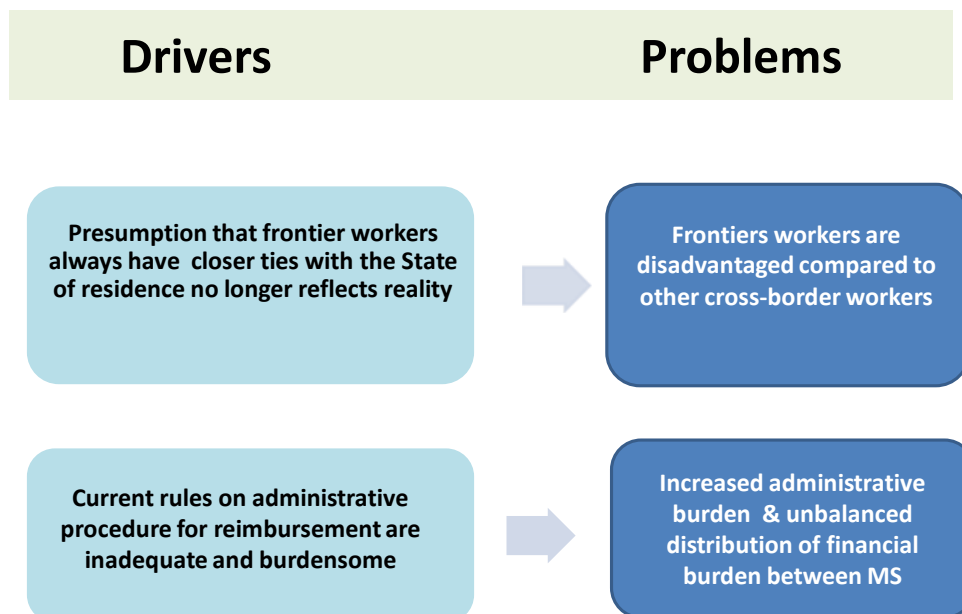 Drivers
Problems
Presumption that frontier workers
always have closer ties with the State
of residence no longer reflects reality
Frontiers workers are
disadvantaged compared to
other cross-border workers
Current rules on administrative
procedure for reimbursement are
inadequate and burdensome
Increased administrative
burden & unbalanced
distribution of financial
burden between MS